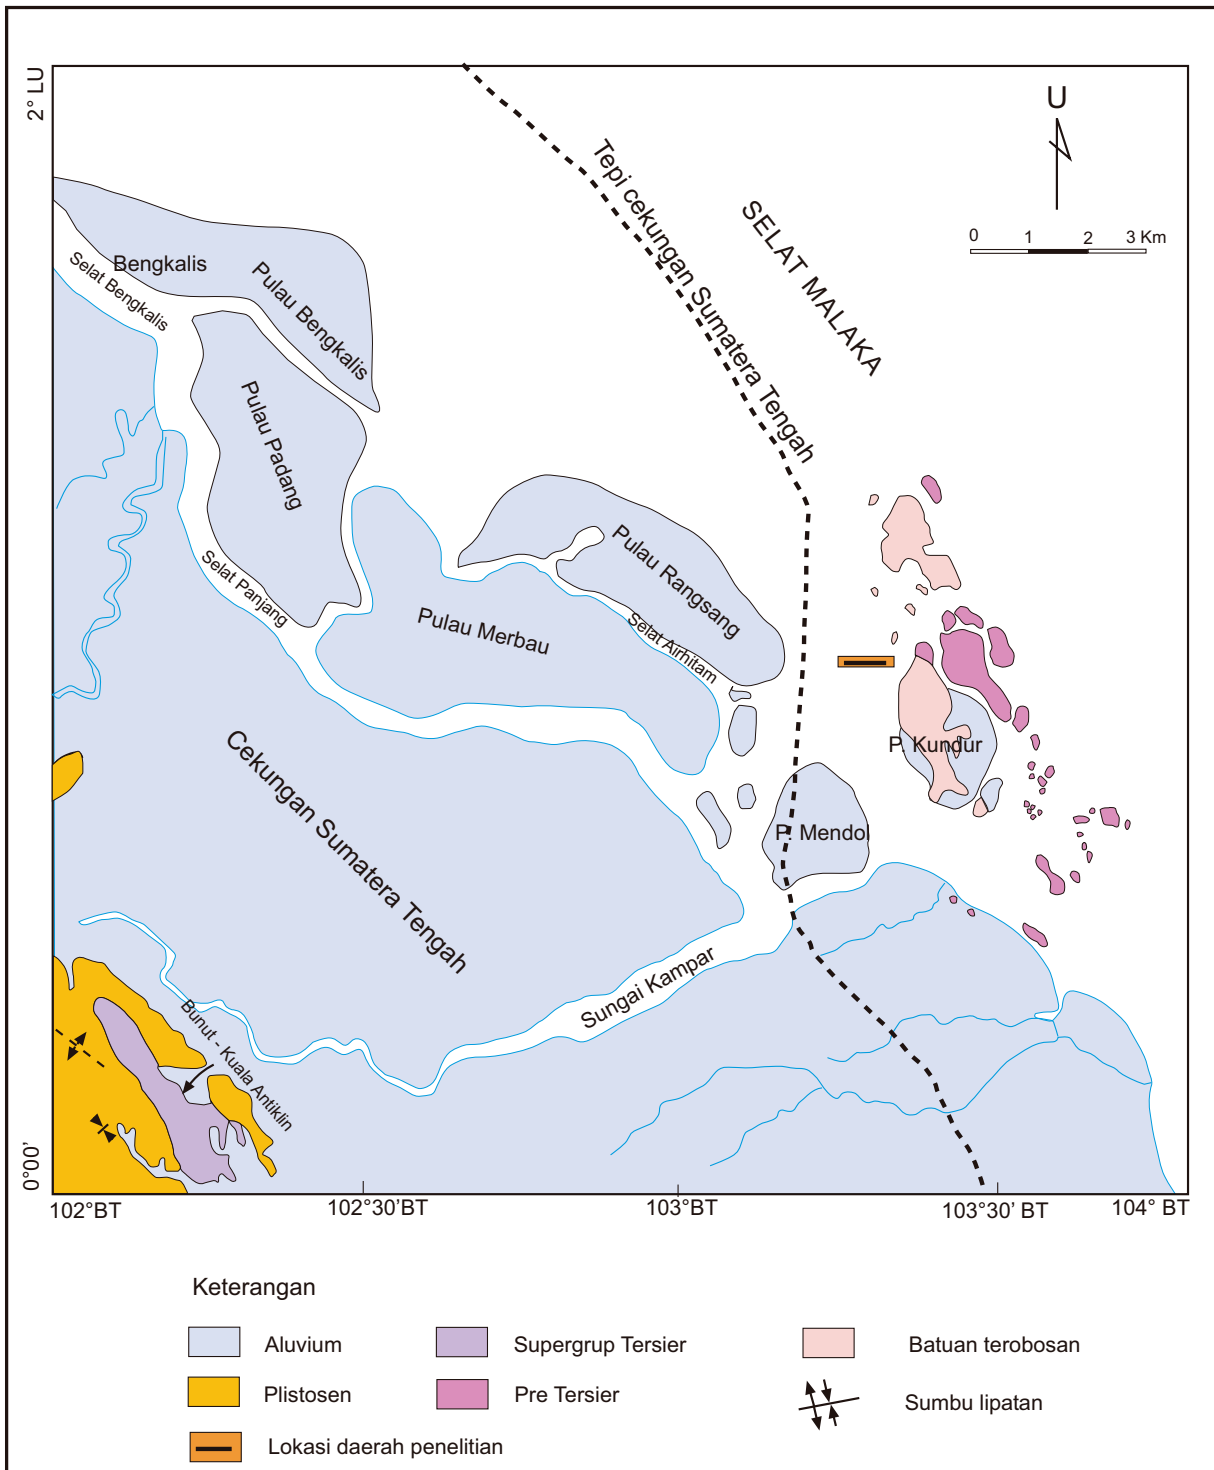 2° LU
U
0 1 2 3 Km
Tepi cekungan Sumatera Tengah
SELAT MALAKA
Bengkalis
Selat Bengkalis
Pulau Bengkalis
Pulau Padang
Selat Panjang
Pulau Rangsang
Pulau Merbau
Selat Airhitam
P. Kundur
P. Mendol
Cekungan Sumatera Tengah
Sungai Kampar
Bunut - Kuala Antiklin
0°00'
102°BT
102°30'BT
103°BT
103°30' BT
104° BT
Keterangan
Aluvium
Supergrup Tersier
Batuan terobosan
Plistosen
Pre Tersier
Sumbu lipatan
Lokasi daerah penelitian